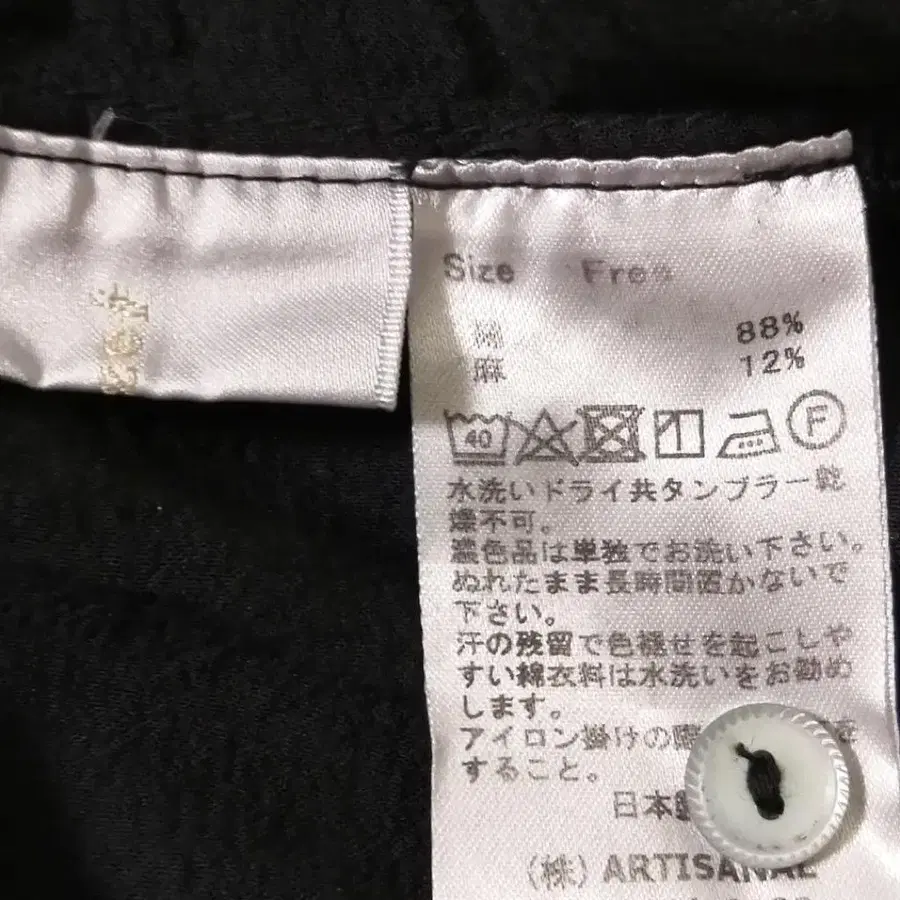 Size Free
88%
麻 12%
40 F
水洗いドライ共タンブラー乾
燥不可。
濃色品は単独でお洗い下さい。
ぬれたまま長時間置かないで
下さい。
汗の残留で色褪せを起こしや
すい綿衣料は水洗いをお勧め
します。
アイロン掛けの際 を
すること。
日本
(株) ARTISANAL